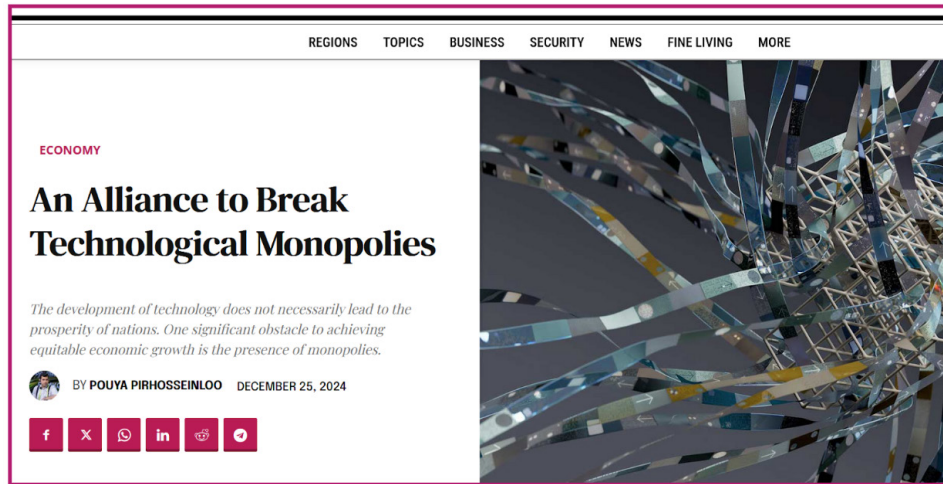 REGIONS TOPICS BUSINESS SECURITY NEWS FINE LIVING MORE
ECONOMY
An Alliance to Break
Technological Monopolies
The development of technology does not necessarily lead to the
prosperity of nations. One significant obstacle to achieving
equitable economic growth is the presence of monopolies.
BY POUYA PIRHOSSEINLOO DECEMBER 25, 2024